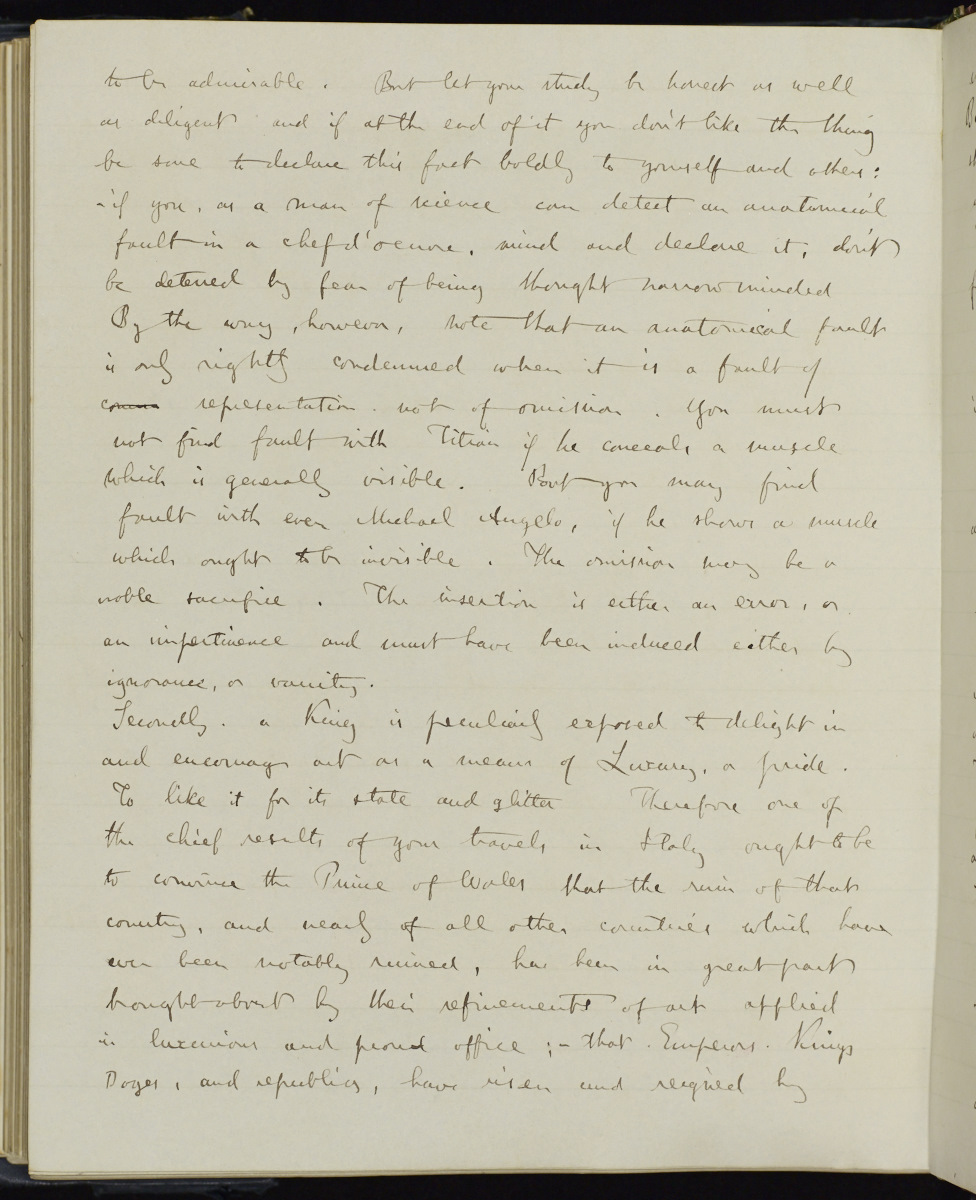 to be admirable. But let your study be honest as well
as diligent and if at the end of it you don't like the thing
be sure to declare this fact boldly to yourself and others:
- if you, as a man of science can detect an anatomical
fault in a chef d'oeuvre, mind and declare it; don't
be deterred by fear of being thought narrow minded
By the way, however, note that an anatomical fault
is only rightly condemned when it is a fault of
representation. not of omission. You must
not find fault with Titian if he conceals a muscle
which is generally visible. But you may find
fault with even Michael Angelo, if he shows a muscle
which ought to be invisible. The omission may be a
noble sacrifice. The insertion is either an error, or
an impertinence and must have been induced either by
ignorance, or vanity.
Secondly. a King is peculiarly exposed to delight in
and encourage art as a means of Luxury, or pride.
To like it for its state and glitter Therefore one of
the chief results of your travels in Italy ought to be
to convince the Prince of Wales that the ruin of that
country, and nearly of all other countries which have
ever been notably ruined, has been in great part
brought about by their refinements of art applied
in luxurious and proud office; - that. Emperors. Kings
Doges, and republics, have risen and reigned by